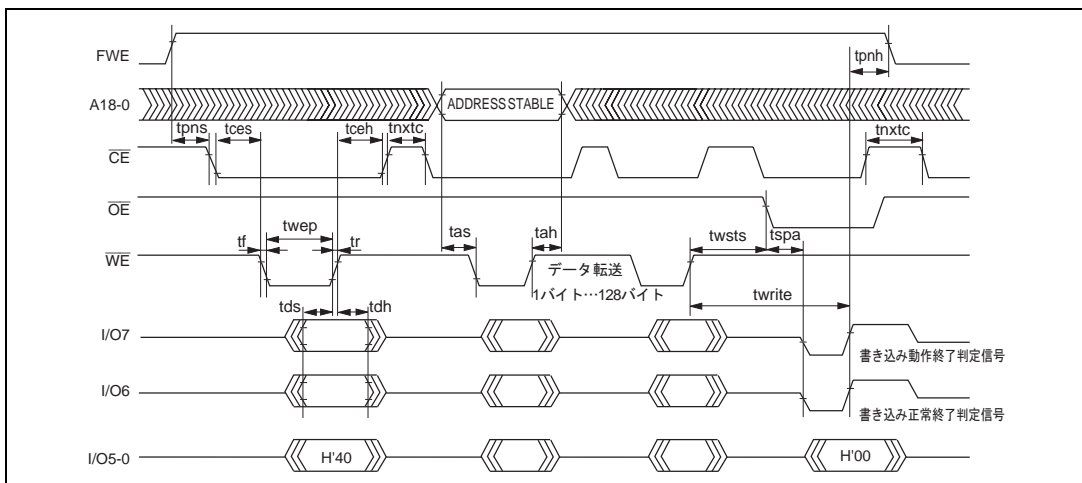 FWE
tpnh
A18-0
ADDRESS STABLE
tpns
tces
tceh
tnxtc
tnxtc
CE
OE
twep
tf
tr
tas
tah
twsts
tspa
WE
データ転送
1バイト…128バイト
twrite
tds
tdh
I/O7
書き込み動作終了判定信号
I/O6
書き込み正常終了判定信号
I/O5-0
H'40
H'00